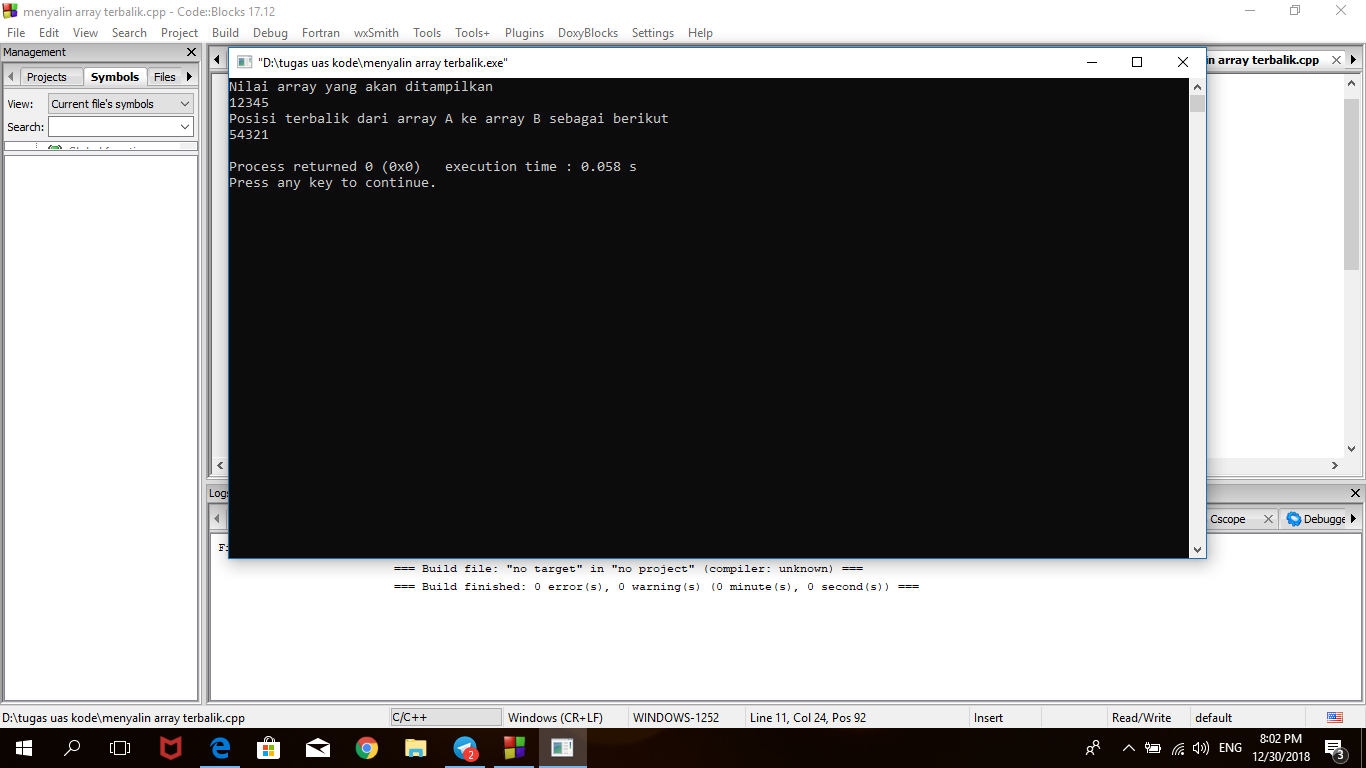 menyalin array terbalik.cpp - Code::Blocks 17.12
File Edit View Search Project Build Debug Fortran wxSmith Tools Tools+ Plugins DoxyBlocks Settings Help
Management
Projects Symbols Files
View: Current file's symbols
Search:
"D:\tugas uas kode\menyalin array terbalik.exe"
in array terbalik.cpp
Nilai array yang akan ditampilkan
12345
Posisi terbalik dari array A ke array B sebagai berikut
54321
Process returned 0 (0x0)   execution time : 0.058 s
Press any key to continue.
Logs
Cscope Debugge
=== Build file: "no target" in "no project" (compiler: unknown) ===
=== Build finished: 0 error(s), 0 warning(s) (0 minute(s), 0 second(s)) ===
D:\tugas uas kode\menyalin array terbalik.cpp C/C++ Windows (CR+LF) WINDOWS-1252 Line 11, Col 24, Pos 92 Insert Read/Write default
2 ENG 8:02 PM
12/30/2018 3